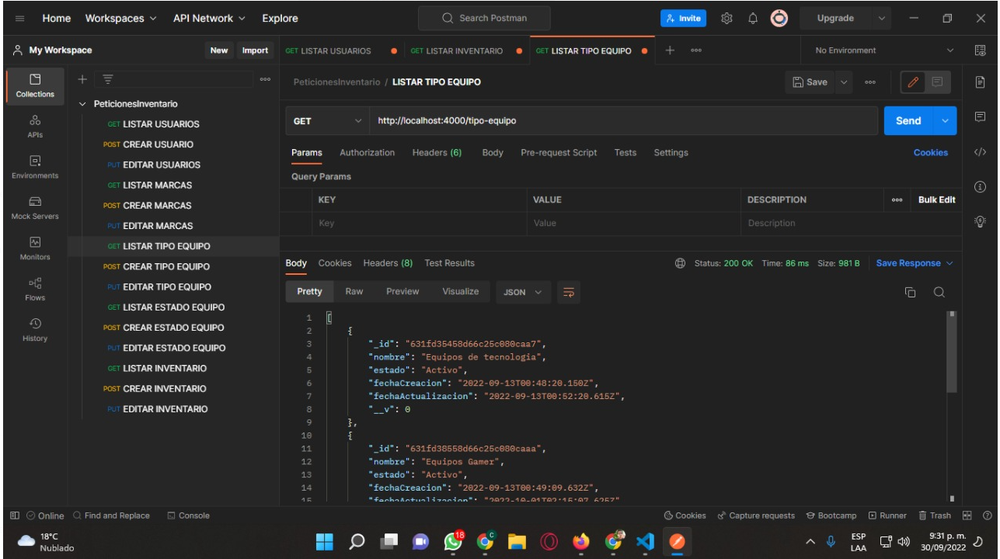 Home Workspaces API Network Explore Search Postman Invite Upgrade
My Workspace New Import GET LISTAR USUARIOS GET LISTAR INVENTARIO GET LISTAR TIPO EQUIPO No Environment
Collections
APIs
Environments
Mock Servers
Monitors
Flows
History
PeticionesInventario
GET LISTAR USUARIOS
POST CREAR USUARIO
PUT EDITAR USUARIOS
GET LISTAR MARCAS
POST CREAR MARCAS
PUT EDITAR MARCAS
GET LISTAR TIPO EQUIPO
POST CREAR TIPO EQUIPO
PUT EDITAR TIPO EQUIPO
GET LISTAR ESTADO EQUIPO
POST CREAR ESTADO EQUIPO
PUT EDITAR ESTADO EQUIPO
GET LISTAR INVENTARIO
POST CREAR INVENTARIO
PUT EDITAR INVENTARIO
PeticionesInventario / LISTAR TIPO EQUIPO Save
GET http://localhost:4000/tipo-equipo Send
Params Authorization Headers (6) Body Pre-request Script Tests Settings Cookies
Query Params
KEY VALUE DESCRIPTION Bulk Edit
Key Value Description
Body Cookies Headers (8) Test Results Status: 200 OK Time: 86 ms Size: 981 B Save Response
Pretty Raw Preview Visualize JSON
1 [
2 {
3 "_id": "631fd35458d66c25c080caa7",
4 "nombre": "Equipos de tecnologia",
5 "estado": "Activo",
6 "fechaCreacion": "2022-09-13T00:48:20.150Z",
7 "fechaActualizacion": "2022-09-13T00:52:20.615Z",
8 "__v": 0
9 },
10 {
11 "_id": "631fd38558d66c25c080caaa",
12 "nombre": "Equipos Gamer",
13 "estado": "Activo",
14 "fechaCreacion": "2022-09-13T00:49:09.632Z",
15 "fechaActualizacion": "2022-10-01T02:15:07.625Z"
Online Find and Replace Console Cookies Capture requests Bootcamp Runner Trash
18°C
Nublado
18
ESP
LAA
9:31 p. m.
30/09/2022